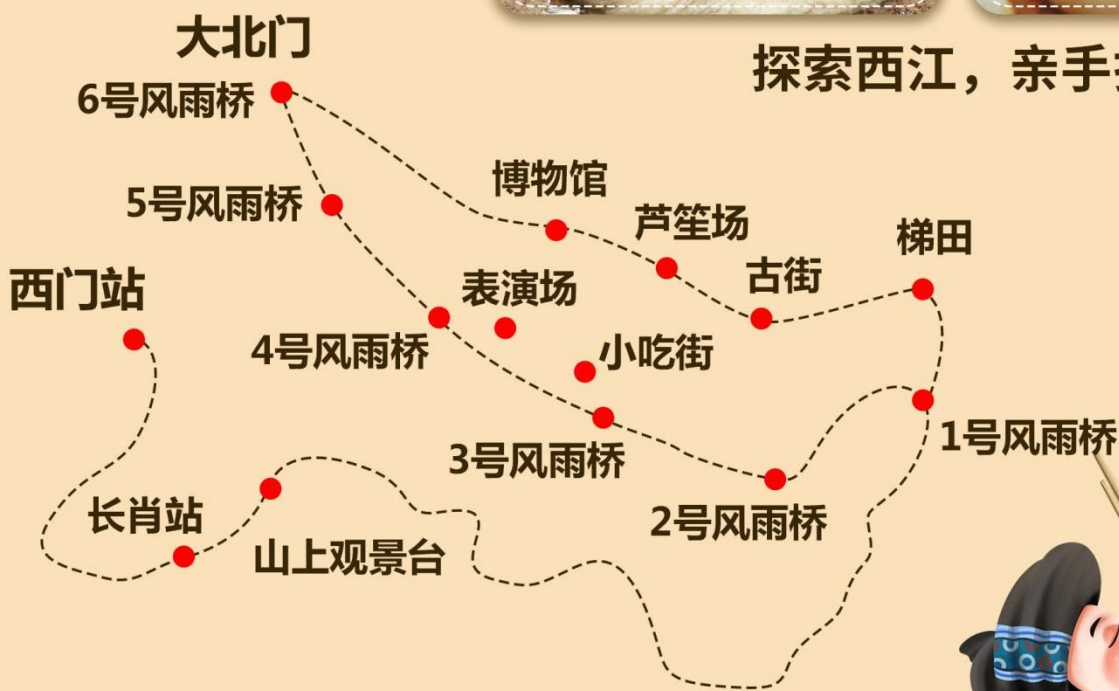 大北门
探索西江，亲手
6号风雨桥
博物馆
5号风雨桥
芦笙场
梯田
古街
西门站
表演场
4号风雨桥
小吃街
1号风雨桥
3号风雨桥
长肖站
2号风雨桥
山上观景台